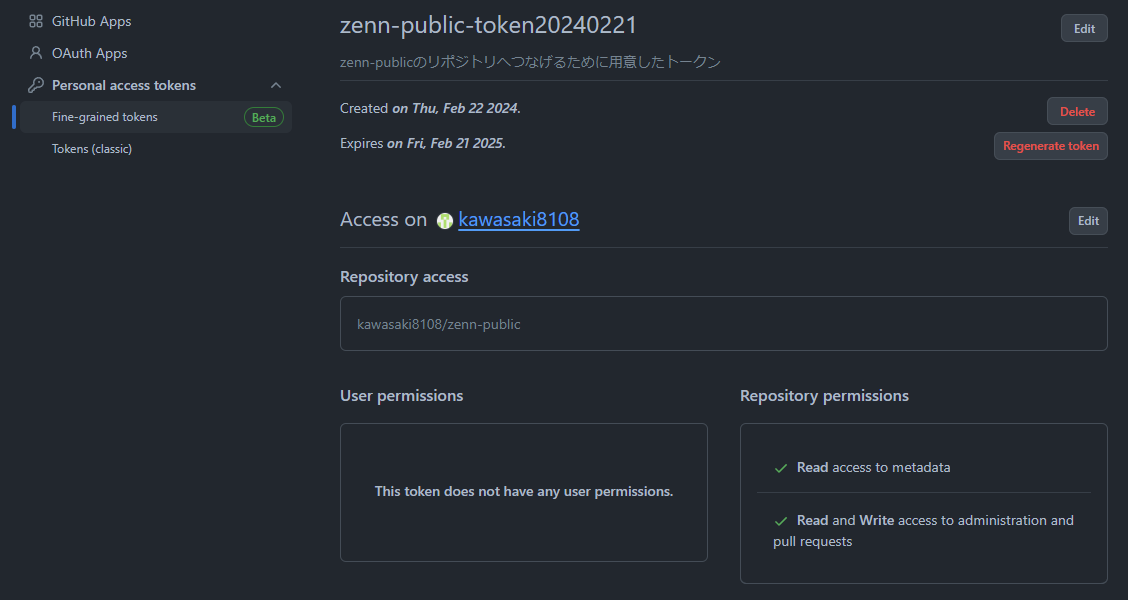 GitHub Apps
OAuth Apps
Personal access tokens
Fine-grained tokens Beta
Tokens (classic)
zenn-public-token20240221 Edit
zenn-publicのリポジトリへつなげるために用意したトークン
Created on Thu, Feb 22 2024. Delete
Expires on Fri, Feb 21 2025. Regenerate token
Access on kawasaki8108 Edit
Repository access
kawasaki8108/zenn-public
User permissions
This token does not have any user permissions.
Repository permissions
Read access to metadata
Read and Write access to administration and
pull requests